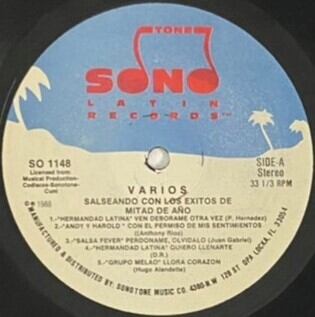 TONE
SONO
LATIN
RECORDS™
SO 1148
Licensed from:
Musical Production-
Codiscos-Sonotone-
Cuni
SIDE-A
Stereo
33 1/3 RPM
VARIOS
SALSEANDO CON LOS EXITOS DE
MITAD DE AÑO
℗ 1988
1-"HERMANDAD LATINA" VEN DEBORAME OTRA VEZ (P. Hernadez)
2-"ANDY Y HAROLD" CON EL PERMISO DE MIS SENTIMIENTOS
(Anthony Rios)
3-"SALSA FEVER" PERDONAME, OLVIDALO (Juan Gabriel)
4-"HERMANDAD LATINA" QUIERO LLENARTE
(D.R.)
5-"GRUPO MELAO" LLORA CORAZON
(Hugo Alendette)
MANUFACTURED & DISTRIBUTED BY: SONOTONE MUSIC CO. 4380-N.W 128 ST. OPA LOCKA, FL. 33054